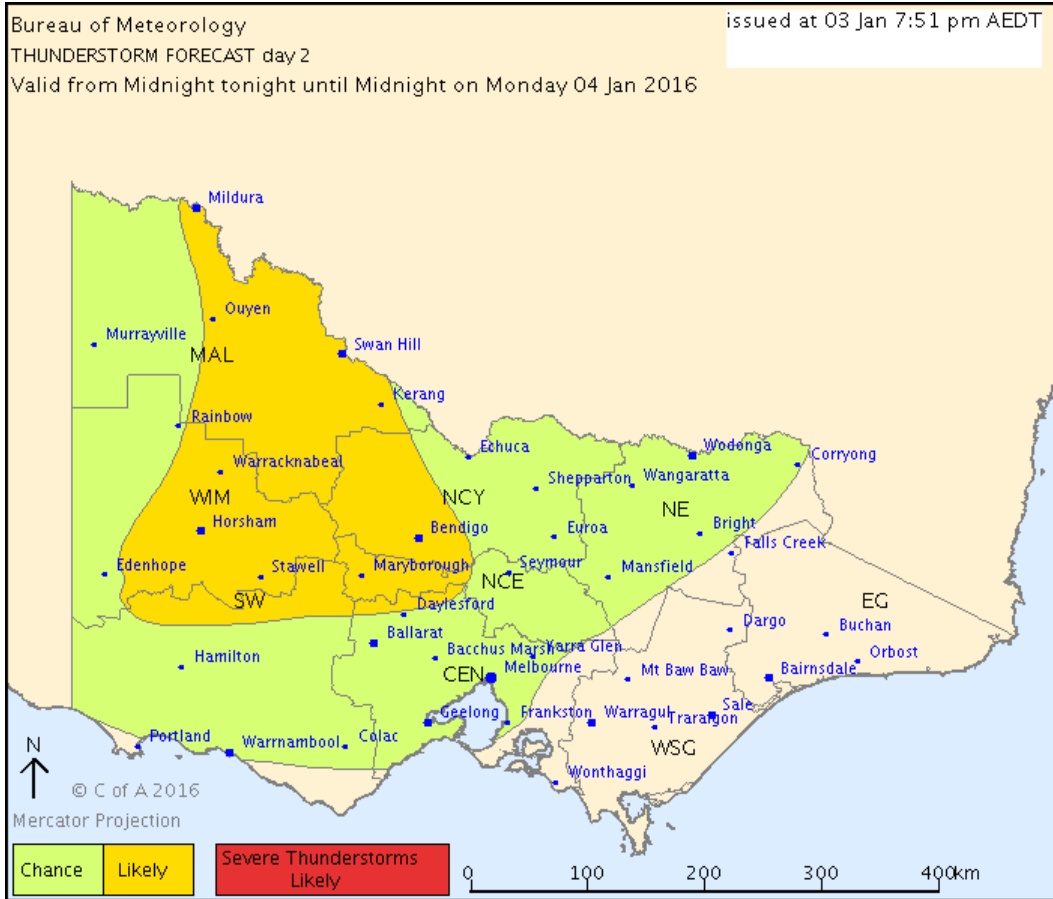 Bureau of Meteorology
issued at 03 Jan 7:51 pm AEDT
THUNDERSTORM FORECAST day 2
Valid from Midnight tonight until Midnight on Monday 04 Jan 2016
Mildura
Ouyen
Murrayville
MAL
Swan Hill
Kerang
Rainbow
Echuca
Wodonga
Corryong
Warracknabeal
Shepparton
Wangaratta
WIM
NCY
NE
Horsham
Bendigo
Euroa
Bright
Falls Creek
Edenhope
Stawell
Maryborough
Seymour
Mansfield
NCE
SW
Daylesford
EG
Dargo
Buchan
Ballarat
Bacchus Marsh
Yarra Glen
Orbost
Hamilton
CEN
Melbourne
Mt Baw Baw
Bairnsdale
Geelong
Frankston
Warragul
Sale
Traralgon
Portland
Warrnambool
Colac
WSG
N
Wonthaggi
© C of A 2016
Mercator Projection
Chance
Likely
Severe Thunderstorms
Likely
0
100
200
300
400km